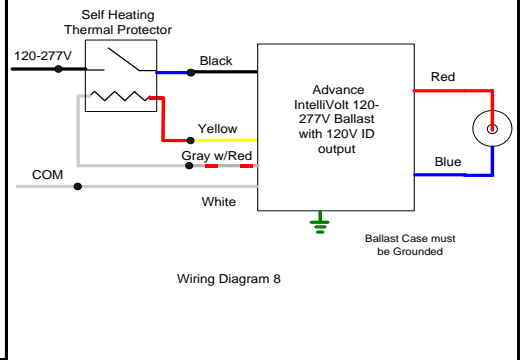 Self Heating
Thermal Protector
120-277V
Black
Advance
IntelliVolt 120-
277V Ballast
with 120V ID
output
Red
Yellow
Gray w/Red
Blue
COM
White
Ballast Case must
be Grounded
Wiring Diagram 8